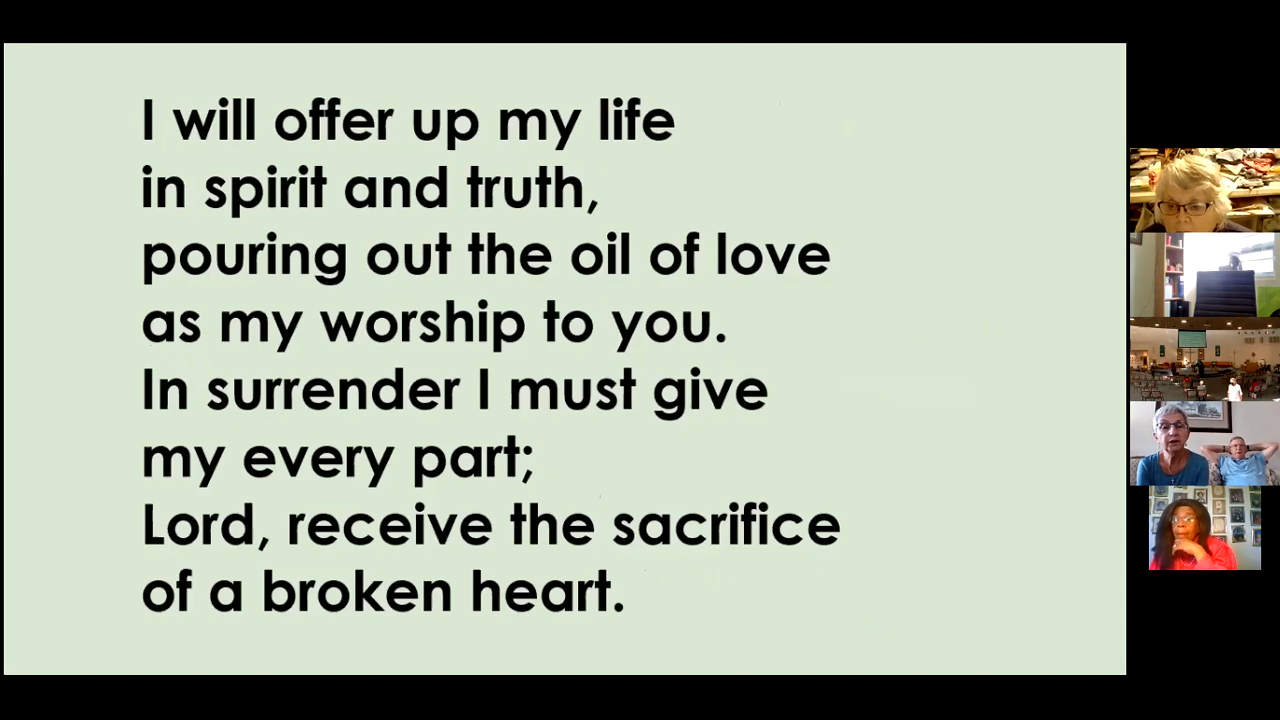 I will offer up my life
in spirit and truth,
pouring out the oil of love
as my worship to you.
In surrender I must give
my every part;
Lord, receive the sacrifice
of a broken heart.